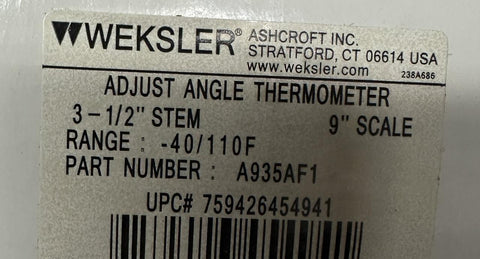 WEKSLER® ASHCROFT INC.
STRATFORD, CT 06614 USA
www.weksler.com 238A686
ADJUST ANGLE THERMOMETER
3-1/2" STEM 9" SCALE
RANGE : -40/110F
PART NUMBER : A935AF1
UPC# 759426454941